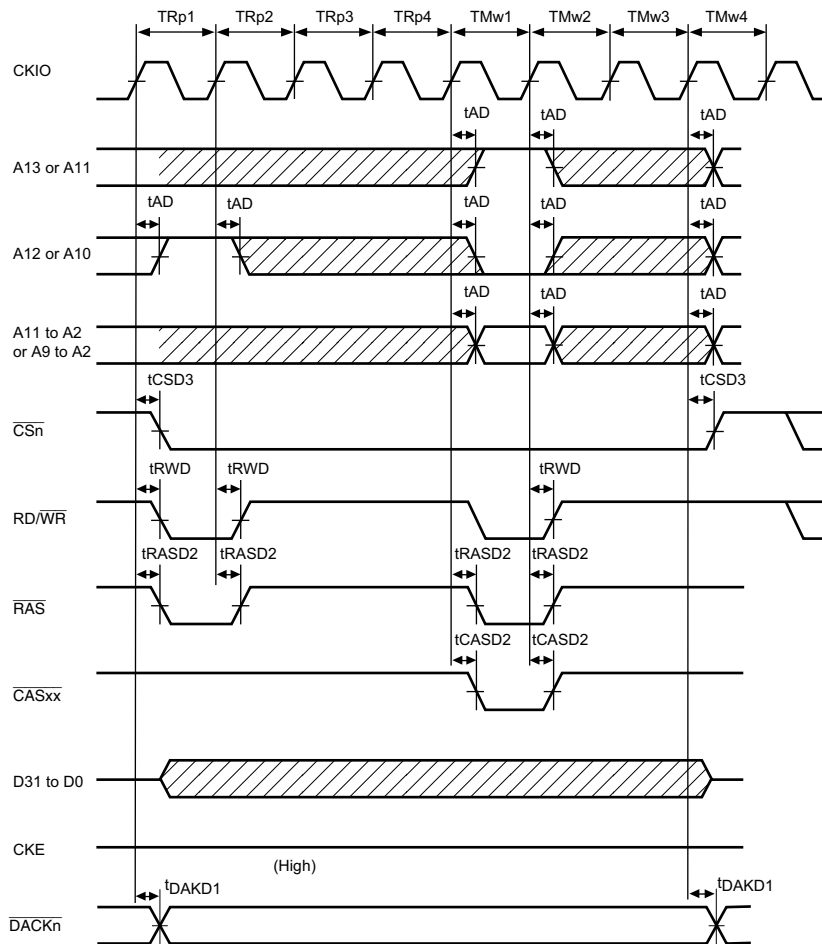 TRp1 TRp2 TRp3 TRp4 TMw1 TMw2 TMw3 TMw4
CKIO
tAD tAD tAD
A13 or A11
tAD tAD tAD tAD tAD
A12 or A10
tAD tAD tAD
A11 to A2
or A9 to A2
tCSD3 tCSD3
CSn
tRWD tRWD tRWD
RD/WR
tRASD2 tRASD2 tRASD2 tRASD2
RAS
tCASD2 tCASD2
CASxx
D31 to D0
CKE
(High)
tDAKD1 tDAKD1
DACKn